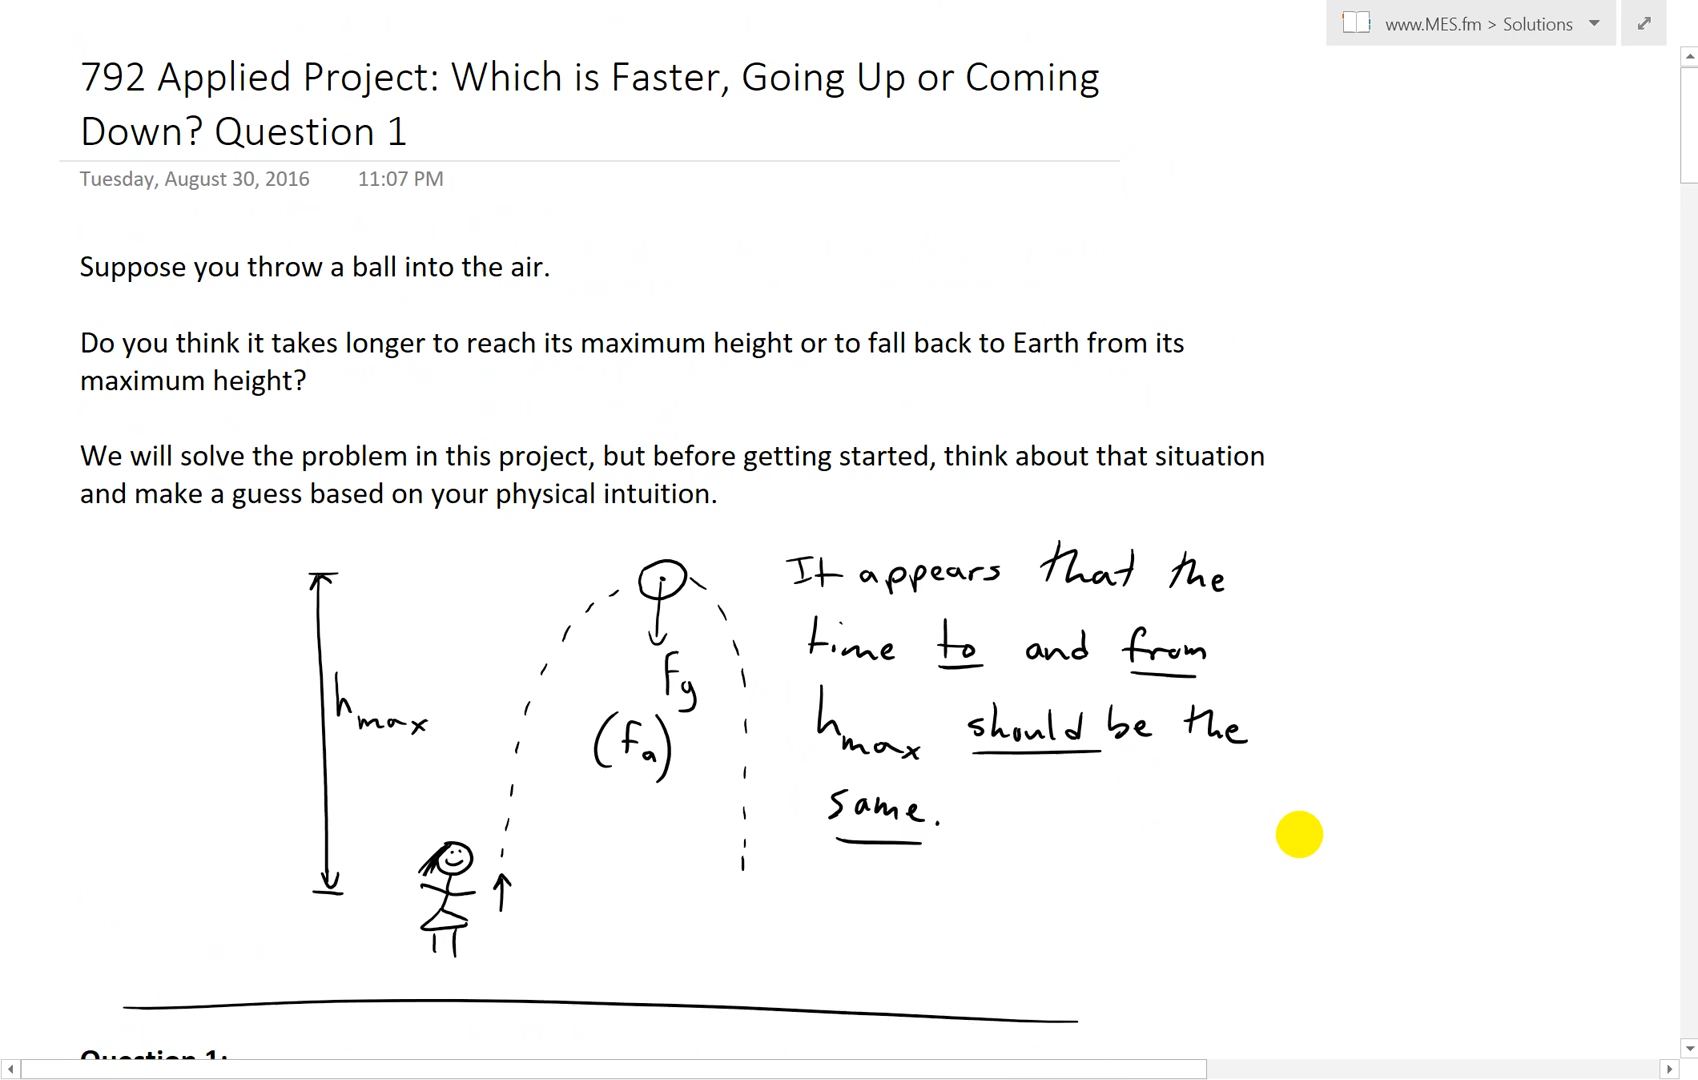 www.MES.fm > Solutions
792 Applied Project: Which is Faster, Going Up or Coming
Down? Question 1
Tuesday, August 30, 2016 11:07 PM
Suppose you throw a ball into the air.
Do you think it takes longer to reach its maximum height or to fall back to Earth from its
maximum height?
We will solve the problem in this project, but before getting started, think about that situation
and make a guess based on your physical intuition.
It appears that the
time to and from
hmax should be the
same.
hmax
Fg
(Fa)
Question 1: